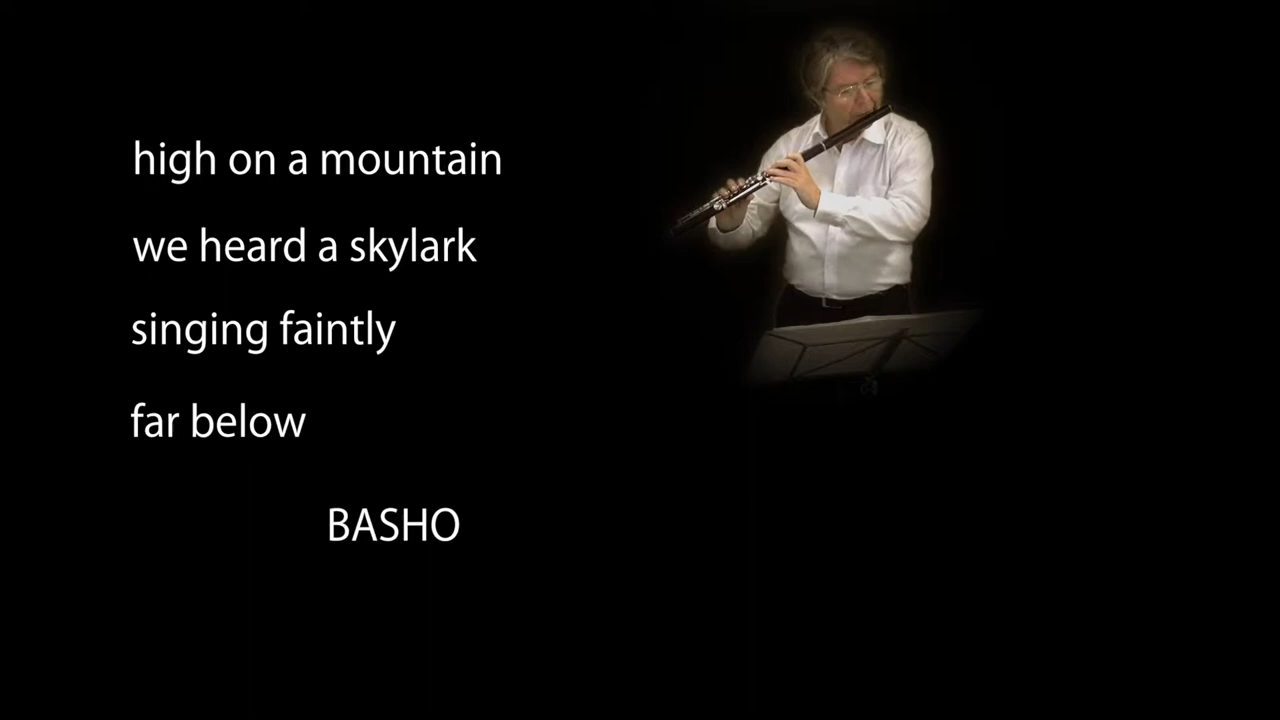 high on a mountain
we heard a skylark
singing faintly
far below
BASHO